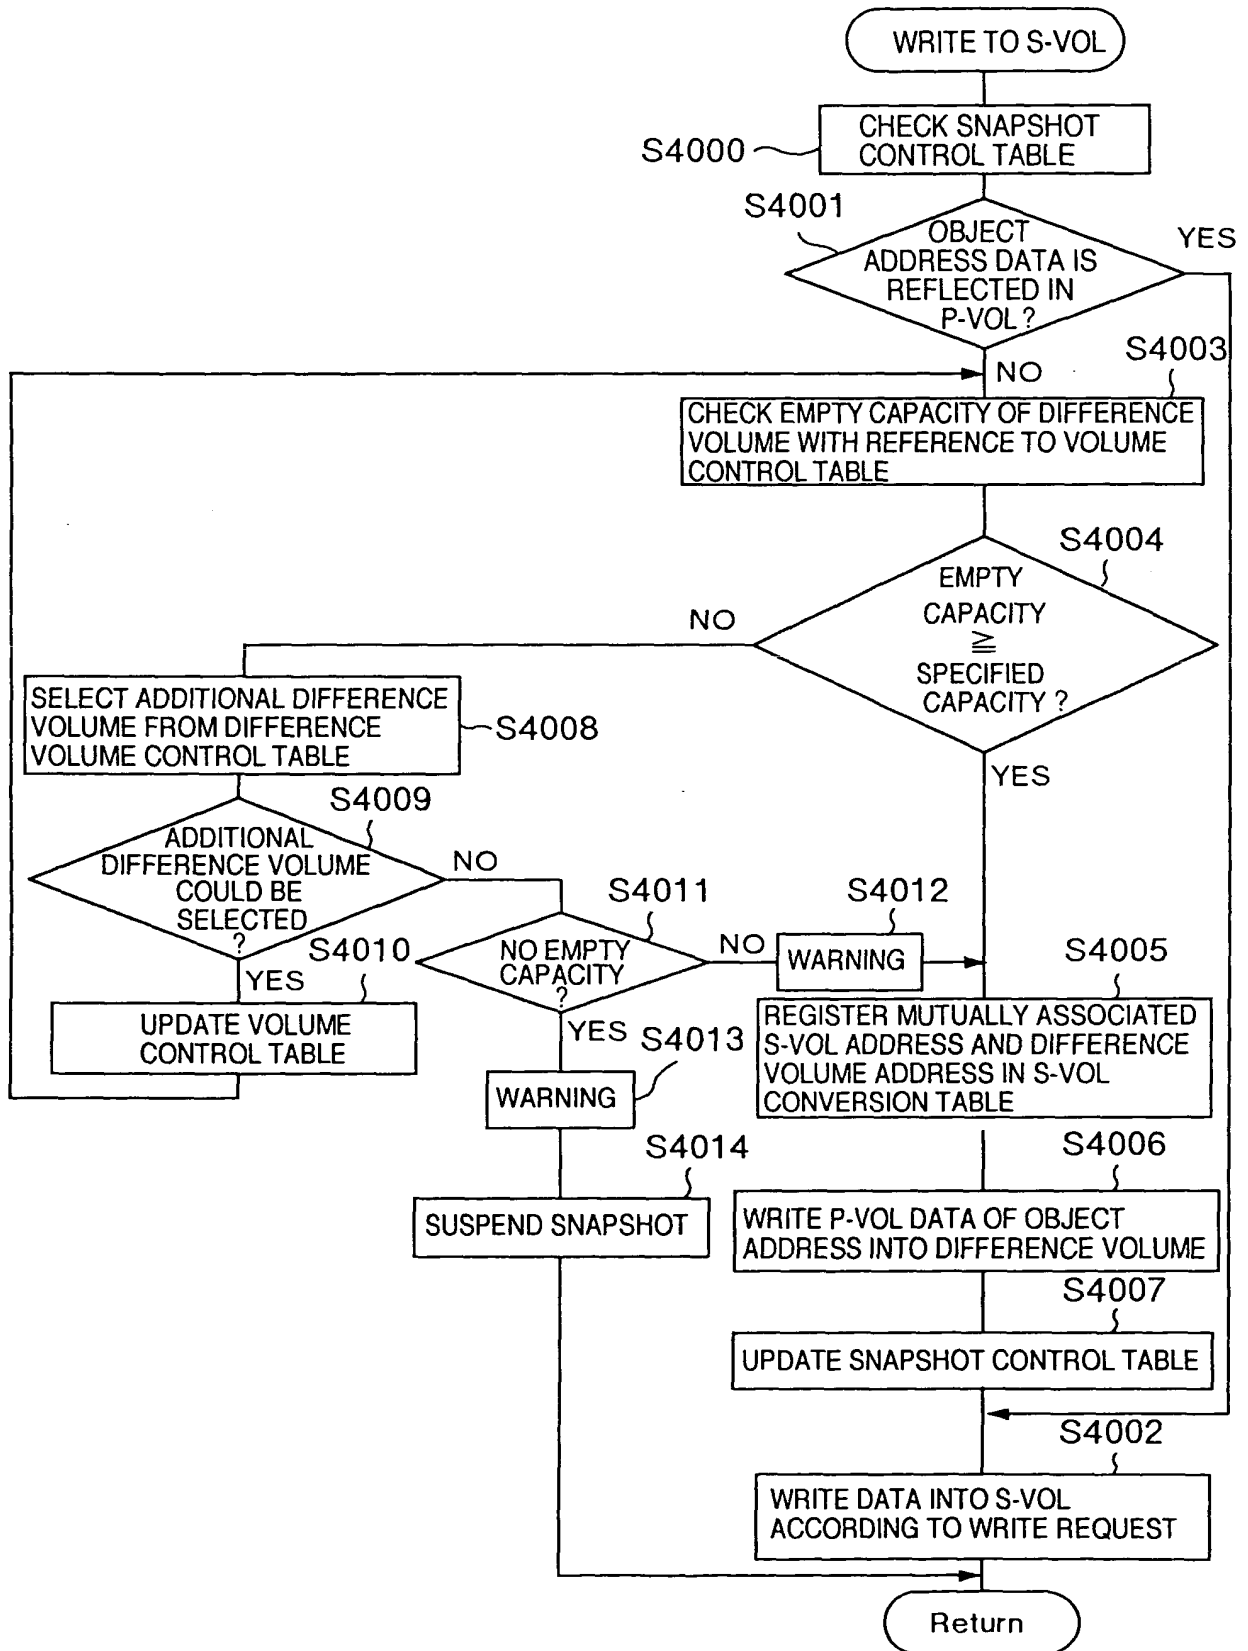 WRITE TO S-VOL
S4000
CHECK SNAPSHOT
CONTROL TABLE
S4001
OBJECT
ADDRESS DATA IS
REFLECTED IN
P-VOL?
YES
NO
S4003
CHECK EMPTY CAPACITY OF DIFFERENCE
VOLUME WITH REFERENCE TO VOLUME
CONTROL TABLE
S4004
EMPTY
CAPACITY
≧
SPECIFIED
CAPACITY?
NO
YES
SELECT ADDITIONAL DIFFERENCE
VOLUME FROM DIFFERENCE
VOLUME CONTROL TABLE
S4008
S4009
ADDITIONAL
DIFFERENCE VOLUME
COULD BE
SELECTED
?
NO
YES
S4010
UPDATE VOLUME
CONTROL TABLE
S4011
NO EMPTY
CAPACITY
?
NO
YES
S4012
WARNING
S4013
WARNING
S4014
SUSPEND SNAPSHOT
S4005
REGISTER MUTUALLY ASSOCIATED
S-VOL ADDRESS AND DIFFERENCE
VOLUME ADDRESS IN S-VOL
CONVERSION TABLE
S4006
WRITE P-VOL DATA OF OBJECT
ADDRESS INTO DIFFERENCE VOLUME
S4007
UPDATE SNAPSHOT CONTROL TABLE
S4002
WRITE DATA INTO S-VOL
ACCORDING TO WRITE REQUEST
Return